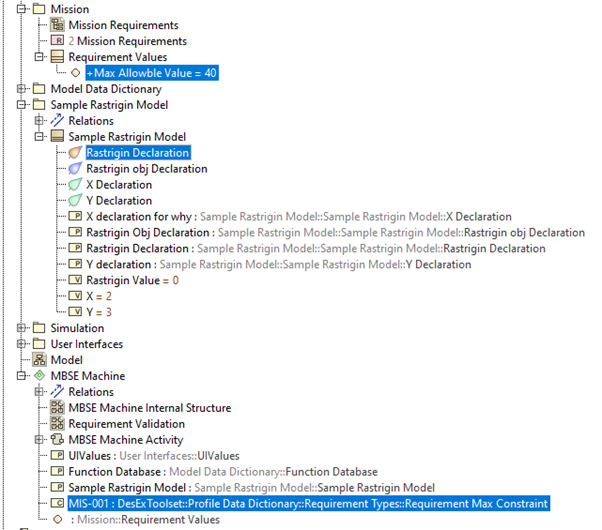 Mission
Mission Requirements
R 2 Mission Requirements
Requirement Values
+Max Allowble Value = 40
Model Data Dictionary
Sample Rastrigin Model
Relations
Sample Rastrigin Model
Rastrigin Declaration
Rastrigin obj Declaration
X Declaration
Y Declaration
P X declaration for why : Sample Rastrigin Model::Sample Rastrigin Model::X Declaration
P Rastrigin Obj Declaration : Sample Rastrigin Model::Sample Rastrigin Model::Rastrigin obj Declaration
P Rastrigin Declaration : Sample Rastrigin Model::Sample Rastrigin Model::Rastrigin Declaration
P Y declaration : Sample Rastrigin Model::Sample Rastrigin Model::Y Declaration
V Rastrigin Value = 0
V X = 2
V Y = 3
Simulation
User Interfaces
Model
MBSE Machine
Relations
MBSE Machine Internal Structure
Requirement Validation
MBSE Machine Activity
P UIValues : User Interfaces::UIValues
P Function Database : Model Data Dictionary::Function Database
P Sample Rastrigin Model : Sample Rastrigin Model::Sample Rastrigin Model
C MIS-001 : DesExToolset::Profile Data Dictionary::Requirement Types::Requirement Max Constraint
: Mission::Requirement Values